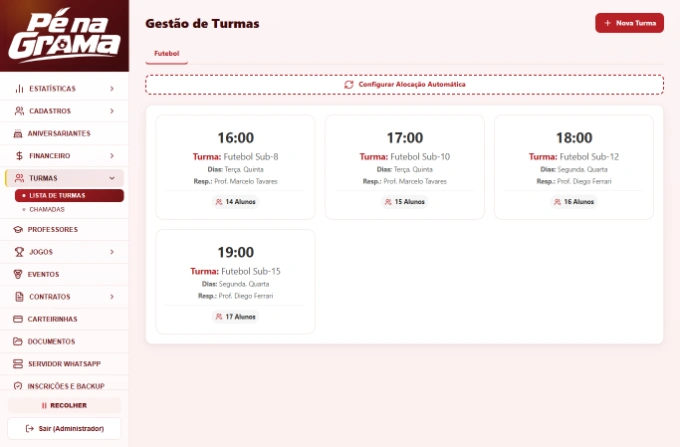 Pé na
GRAMA
ESTATÍSTICAS
CADASTROS
ANIVERSARIANTES
FINANCEIRO
TURMAS
LISTA DE TURMAS
CHAMADAS
PROFESSORES
JOGOS
EVENTOS
CONTRATOS
CARTEIRINHAS
DOCUMENTOS
SERVIDOR WHATSAPP
INSCRIÇÕES E BACKUP
RECOLHER
Sair (Administrador)
Gestão de Turmas
+ Nova Turma
Futebol
Configurar Alocação Automática
16:00
Turma: Futebol Sub-8
Dias: Terça, Quinta
Resp.: Prof. Marcelo Tavares
14 Alunos
17:00
Turma: Futebol Sub-10
Dias: Terça, Quinta
Resp.: Prof. Marcelo Tavares
15 Alunos
18:00
Turma: Futebol Sub-12
Dias: Segunda, Quarta
Resp.: Prof. Diego Ferrari
16 Alunos
19:00
Turma: Futebol Sub-15
Dias: Segunda, Quarta
Resp.: Prof. Diego Ferrari
17 Alunos